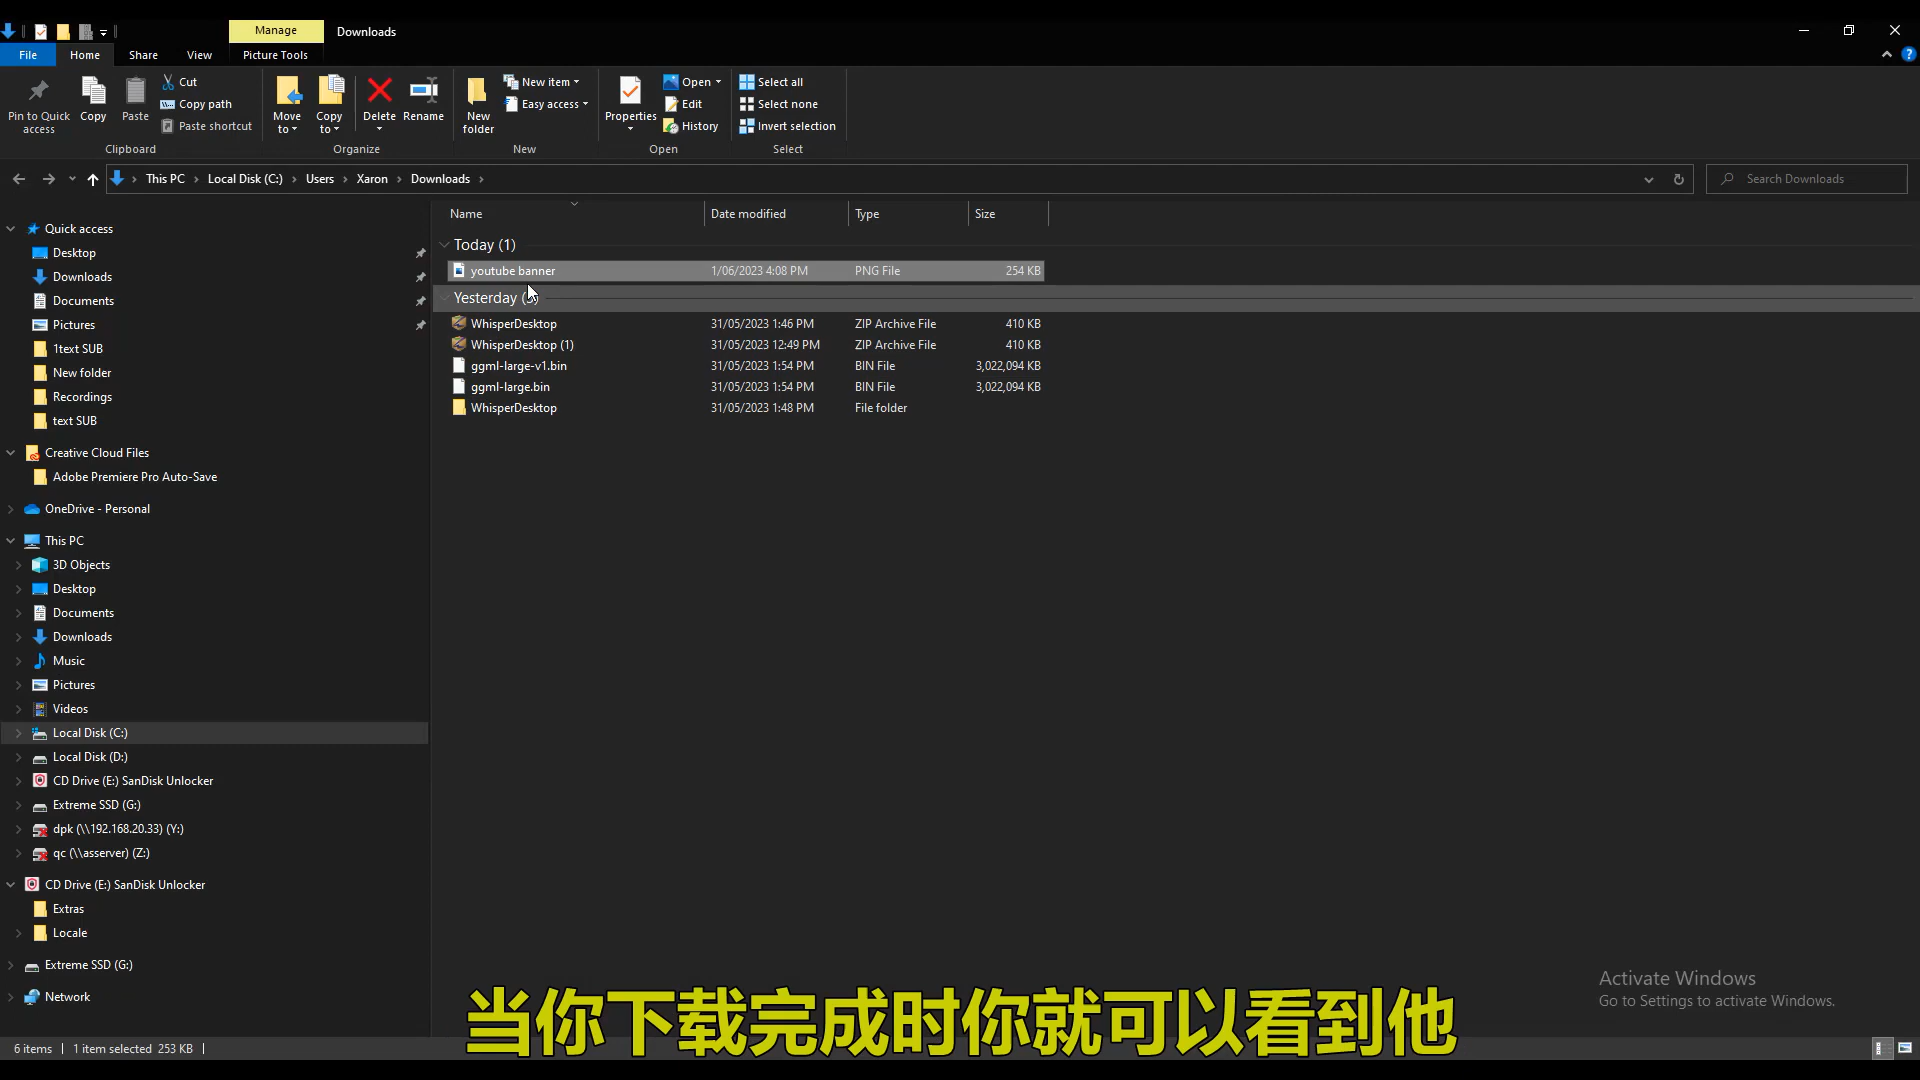 Manage
Downloads
File
Home
Share
View
Picture Tools
Pin to Quick access
Copy
Paste
Cut
Copy path
Paste shortcut
Clipboard
Move to
Copy to
Delete
Rename
Organize
New folder
New item
Easy access
New
Properties
Open
Edit
History
Open
Select all
Select none
Invert selection
Select
This PC
Local Disk (C:)
Users
Xaron
Downloads
Search Downloads
Name
Date modified
Type
Size
Today (1)
youtube banner 1/06/2023 4:08 PM PNG File 254 KB
Yesterday
WhisperDesktop 31/05/2023 1:46 PM ZIP Archive File 410 KB
WhisperDesktop (1) 31/05/2023 12:49 PM ZIP Archive File 410 KB
ggml-large-v1.bin 31/05/2023 1:54 PM BIN File 3,022,094 KB
ggml-large.bin 31/05/2023 1:54 PM BIN File 3,022,094 KB
WhisperDesktop 31/05/2023 1:48 PM File folder
Quick access
Desktop
Downloads
Documents
Pictures
1text SUB
New folder
Recordings
text SUB
Creative Cloud Files
Adobe Premiere Pro Auto-Save
OneDrive - Personal
This PC
3D Objects
Desktop
Documents
Downloads
Music
Pictures
Videos
Local Disk (C:)
Local Disk (D:)
CD Drive (E:) SanDisk Unlocker
Extreme SSD (G:)
dpk (\\192.168.20.33) (Y:)
qc (\\asserver) (Z:)
CD Drive (E:) SanDisk Unlocker
Extras
Locale
Extreme SSD (G:)
Network
Activate Windows
Go to Settings to activate Windows.
当你下载完成时你就可以看到他
6 items
1 item selected 253 KB